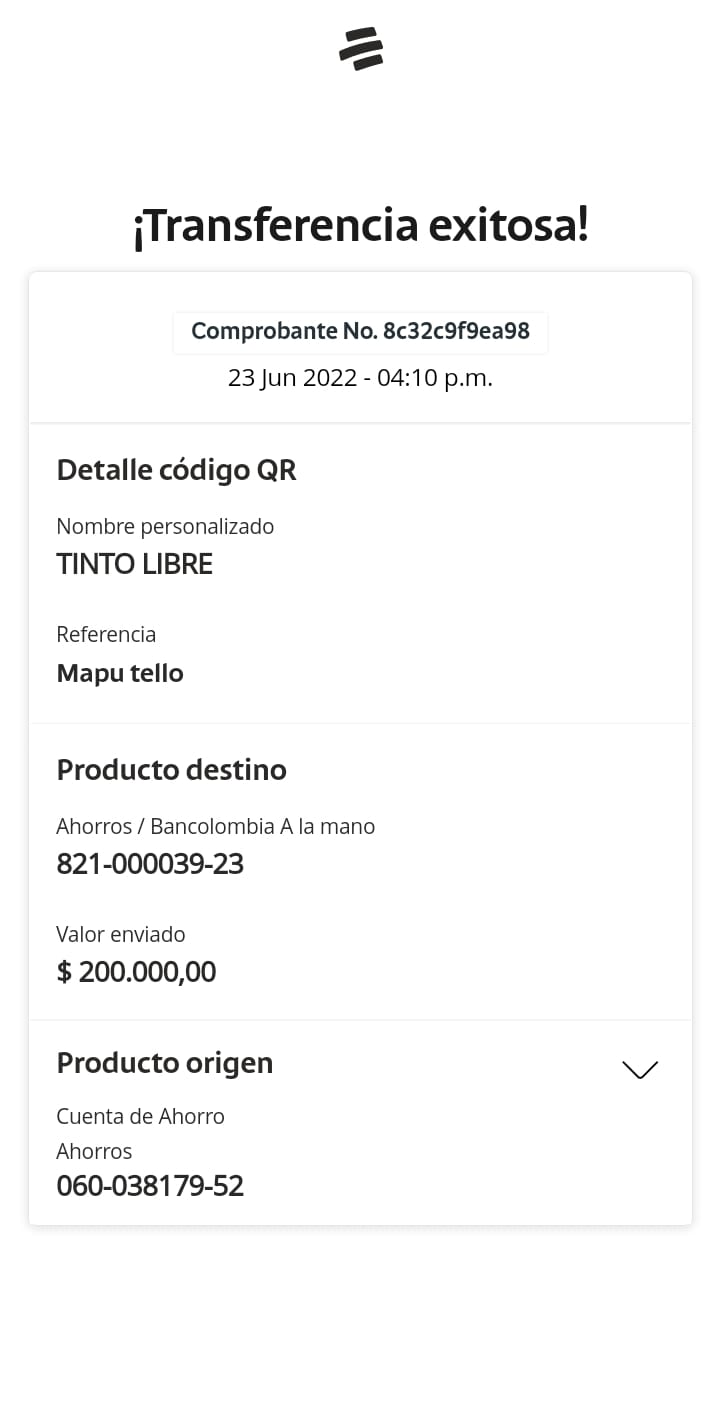 ¡Transferencia exitosa!
Comprobante No. 8c32c9f9ea98
23 Jun 2022 - 04:10 p.m.
Detalle código QR
Nombre personalizado
TINTO LIBRE
Referencia
Mapu tello
Producto destino
Ahorros / Bancolombia A la mano
821-000039-23
Valor enviado
$ 200.000,00
Producto origen
Cuenta de Ahorro
Ahorros
060-038179-52